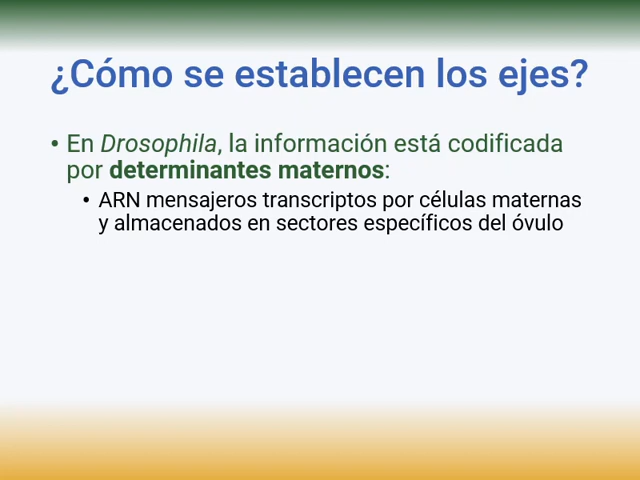 ¿Cómo se establecen los ejes?
• En Drosophila, la información está codificada
por determinantes maternos:
• ARN mensajeros transcriptos por células maternas
y almacenados en sectores específicos del óvulo